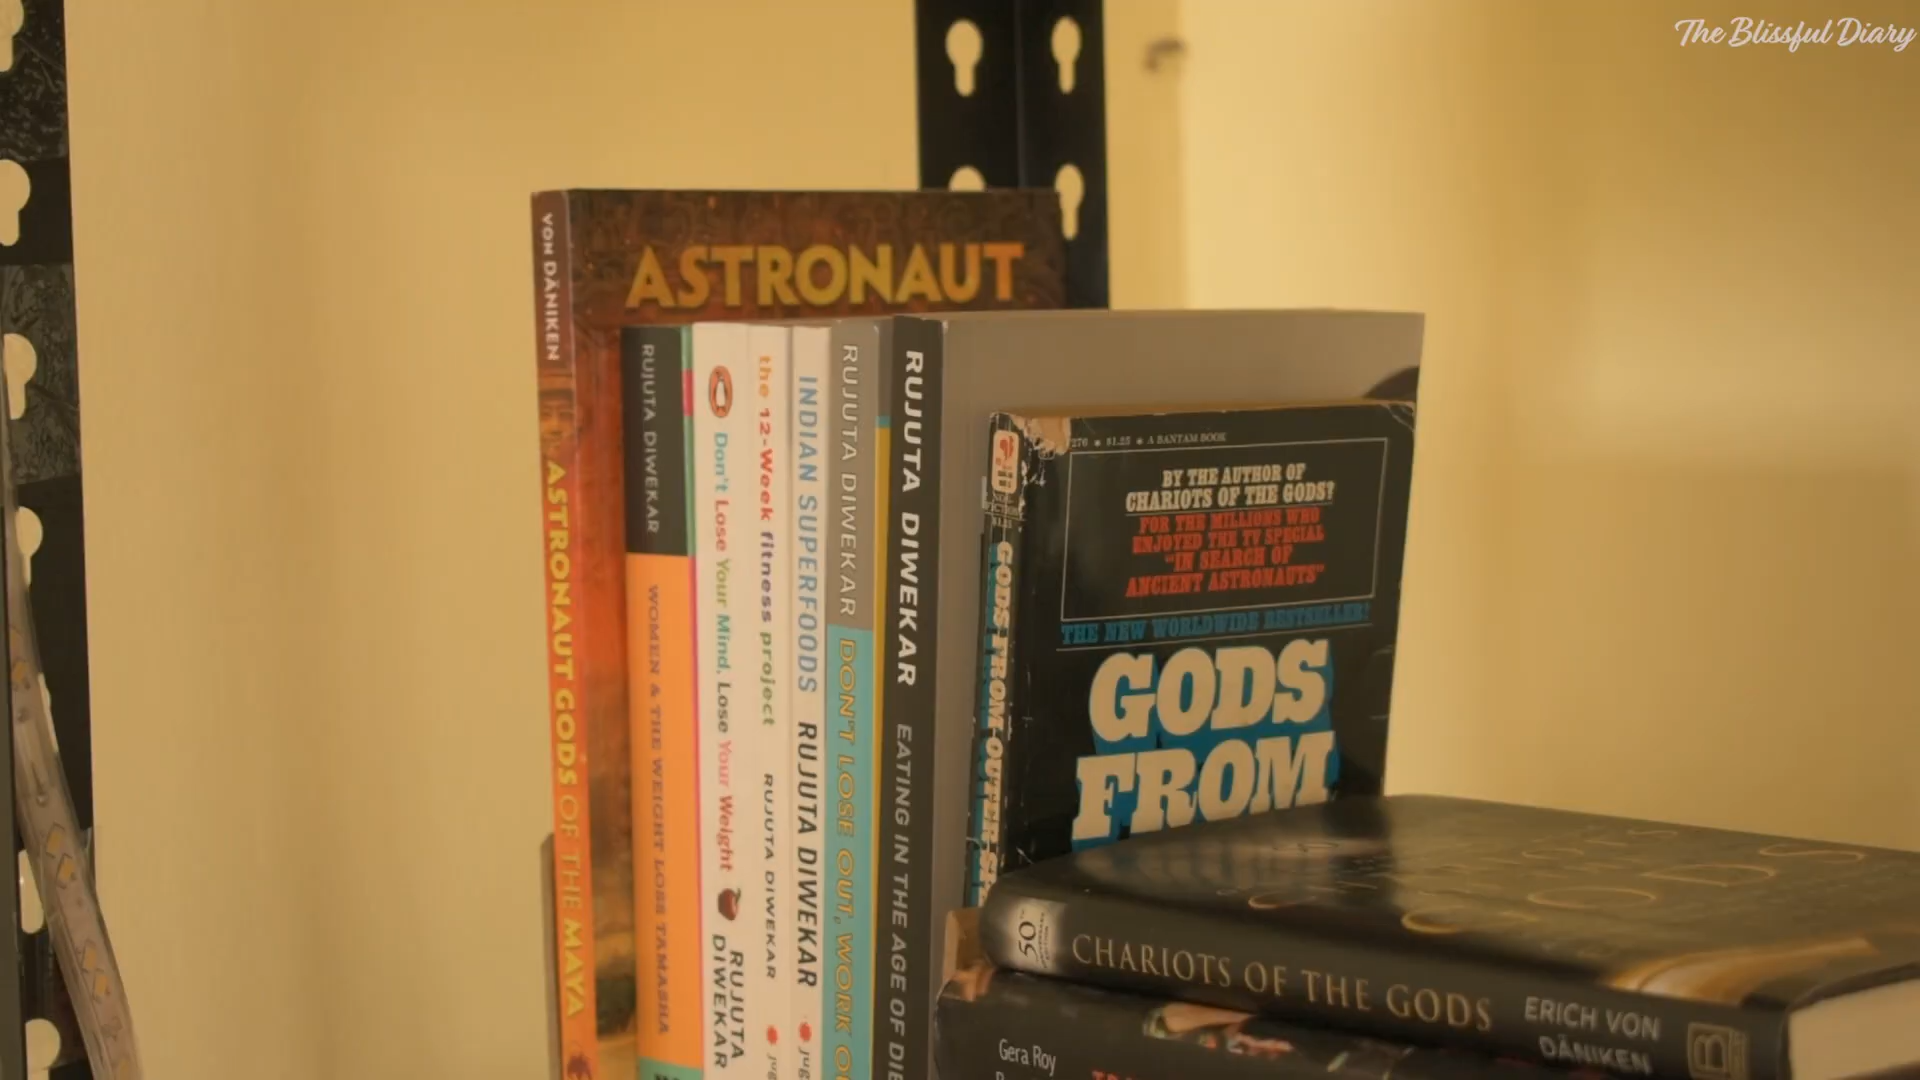 The Blissful Diary
VON DÄNIKEN
ASTRONAUT GODS OF THE MAYA
ASTRONAUT
RUJUTA DIWEKAR
WOMEN & THE WEIGHT LOSS TAMASHA
Don't Lose Your Mind, Lose Your Weight
RUJUTA
DIWEKAR
the 12-Week fitness project
RUJUTA DIWEKAR
INDIAN SUPERFOODS
RUJUTA DIWEKAR
RUJUTA DIWEKAR
DON'T LOSE OUT, WORK
RUJUTA DIWEKAR
EATING IN THE AGE OF
GODS FROM OUTER
$1.25 * A BANTAM BOOK
BY THE AUTHOR OF
CHARIOTS OF THE GODS?
FOR THE MILLIONS WHO
ENJOYED THE TV SPECIAL
"IN SEARCH OF
ANCIENT ASTRONAUTS"
THE NEW WORLDWIDE BESTSELLER!
GODS
FROM
50
CHARIOTS OF THE GODS
ERICH VON
DÄNIKEN
Gera Roy